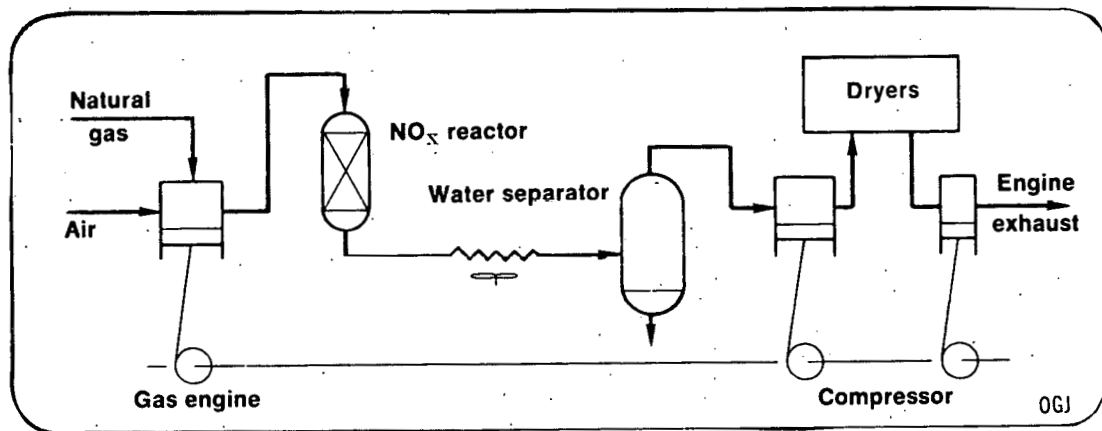 Natural
gas
Air
NOx reactor
Water separator
Dryers
Engine
exhaust
Gas engine
Compressor
OGJ